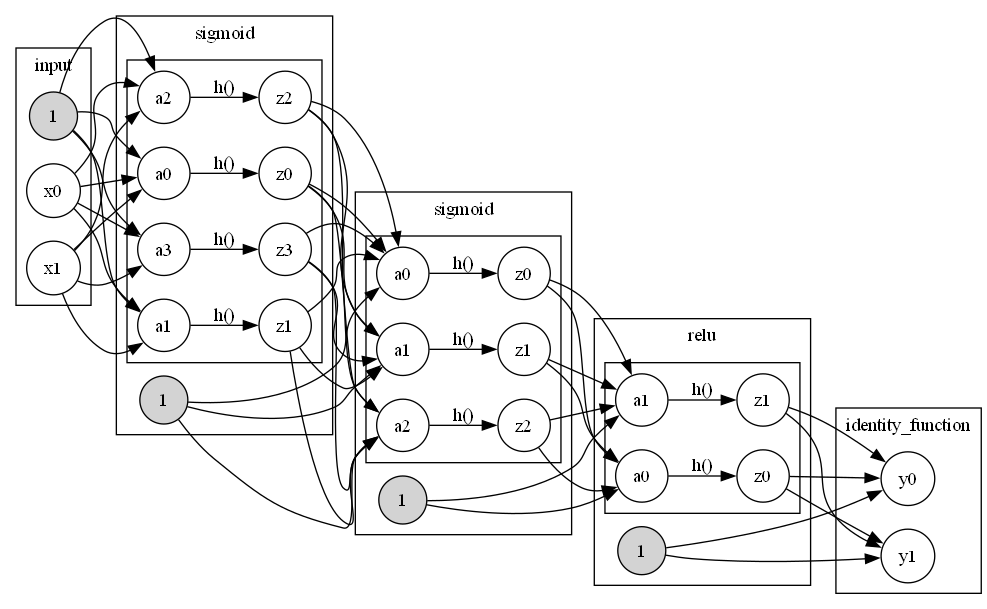 input
1
x0
x1
sigmoid
a2 h() z2
a0 h() z0
a3 h() z3
a1 h() z1
1
sigmoid
a0 h() z0
a1 h() z1
a2 h() z2
1
relu
a1 h() z1
a0 h() z0
1
identity_function
y0
y1